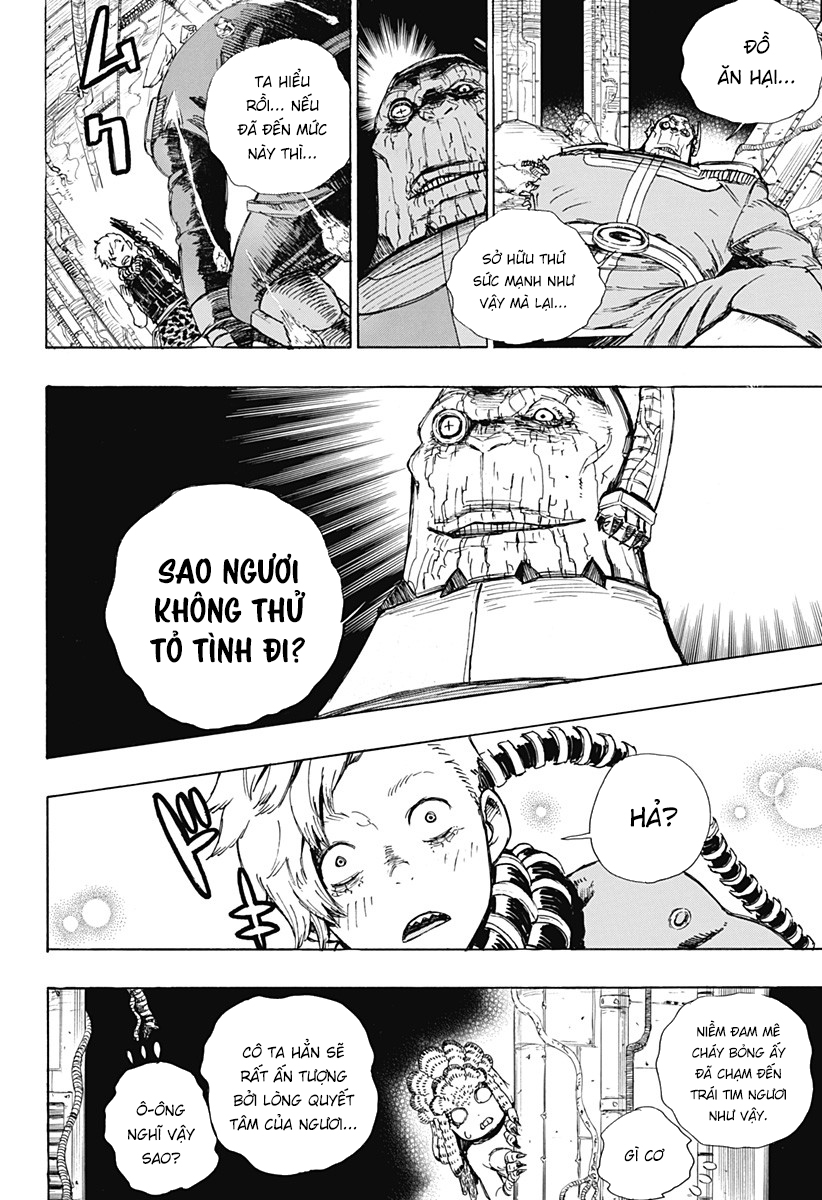 ĐỒ
ĂN HẠI...
SỞ HỮU THỨ
SỨC MẠNH NHƯ
VẬY MÀ LẠI...
TA HIỂU
RỒI... NẾU
ĐÃ ĐẾN MỨC
NÀY THÌ...
SAO NGƯƠI
KHÔNG THỬ
TỎ TÌNH ĐI?
HẢ?
ドキ
NIỀM ĐAM MÊ
CHÁY BỎNG ẤY
ĐÃ CHẠM ĐẾN
TRÁI TIM NGƯƠI
NHƯ VẬY.
GÌ CƠ
CÔ TA HẲN SẼ
RẤT ẤN TƯỢNG
BỞI LÒNG QUYẾT
TÂM CỦA NGƯƠI...
Ô-ÔNG
NGHĨ VẬY
SAO?